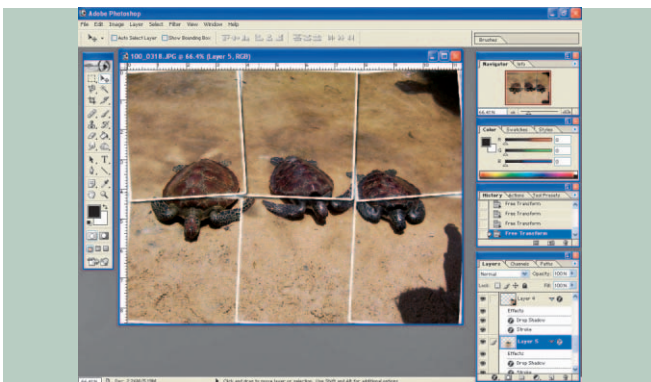 Adobe Photoshop
File Edit Image Layer Select Filter View Window Help
Auto Select Layer Show Bounding Box
Brushes
100_0318.JPG @ 66.4% (Layer 5, RGB)
Navigator
Color Swatches Styles
R 0
G 0
B 0
History Actions Tool Presets
Free Transform
Free Transform
Free Transform
Free Transform
Layers Channels Paths
Normal Opacity: 100%
Lock: Fill: 100%
Layer 4
Effects
Drop Shadow
Stroke
Layer 5
Effects
Drop Shadow
Stroke
Click and drag to move layer or selection. Use Shift and Alt for additional options.